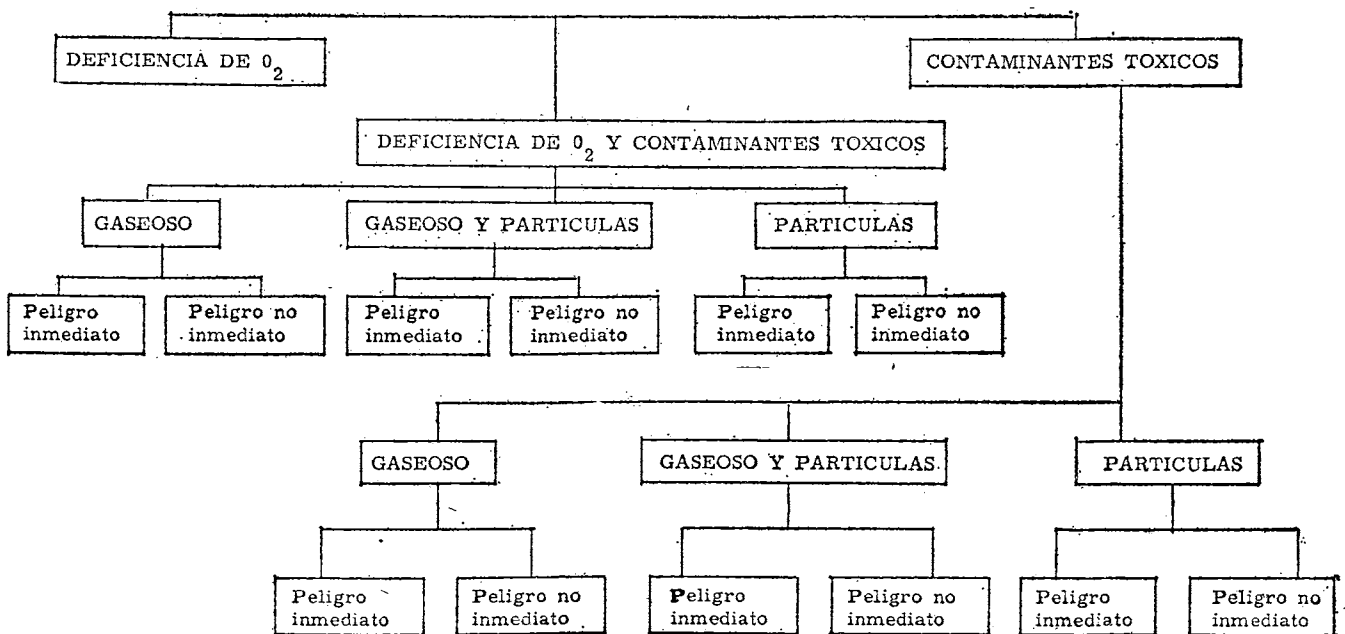 DEFICIENCIA DE 0₂
CONTAMINANTES TOXICOS
DEFICIENCIA DE 0₂ Y CONTAMINANTES TOXICOS
GASEOSO
GASEOSO Y PARTICULAS
PARTICULAS
Peligro
inmediato
Peligro no
inmediato
Peligro
inmediato
Peligro no
inmediato
Peligro
inmediato
Peligro no
inmediato
GASEOSO
GASEOSO Y PARTICULAS
PARTICULAS
Peligro
inmediato
Peligro no
inmediato
Peligro
inmediato
Peligro no
inmediato
Peligro
inmediato
Peligro no
inmediato